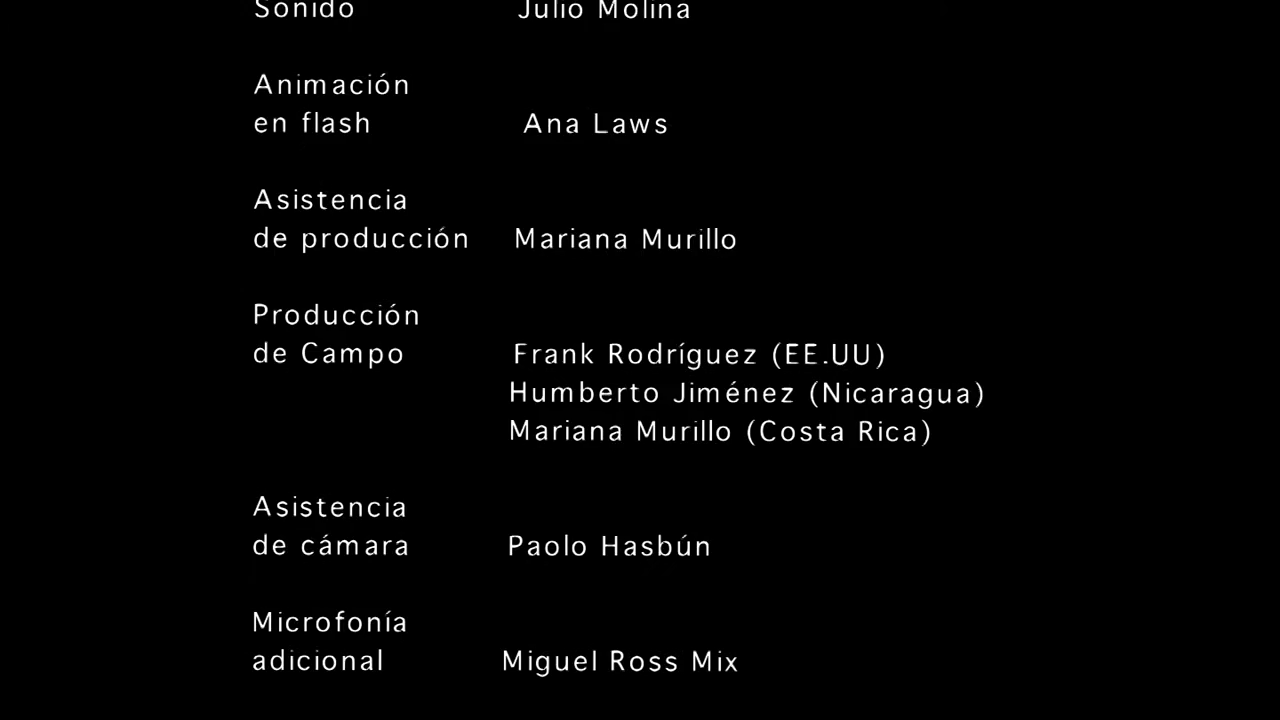 Sonido Julio Molina
Animación
en flash Ana Laws
Asistencia
de producción Mariana Murillo
Producción
de Campo Frank Rodríguez (EE.UU)
Humberto Jiménez (Nicaragua)
Mariana Murillo (Costa Rica)
Asistencia
de cámara Paolo Hasbún
Microfonía
adicional Miguel Ross Mix